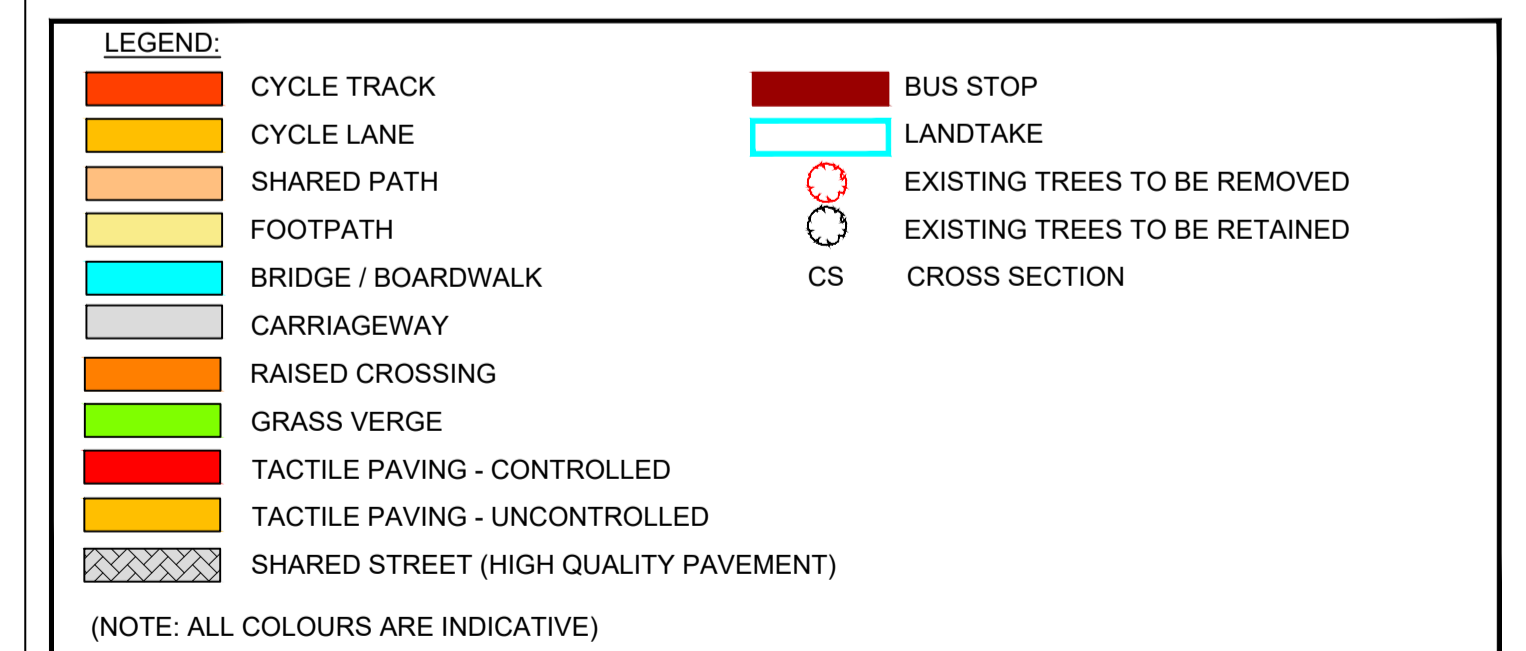 LEGEND:
CYCLE TRACK
CYCLE LANE
SHARED PATH
FOOTPATH
BRIDGE / BOARDWALK
CARRIAGEWAY
RAISED CROSSING
GRASS VERGE
TACTILE PAVING - CONTROLLED
TACTILE PAVING - UNCONTROLLED
SHARED STREET (HIGH QUALITY PAVEMENT)
BUS STOP
LANDTAKE
EXISTING TREES TO BE REMOVED
EXISTING TREES TO BE RETAINED
CS CROSS SECTION
(NOTE: ALL COLOURS ARE INDICATIVE)